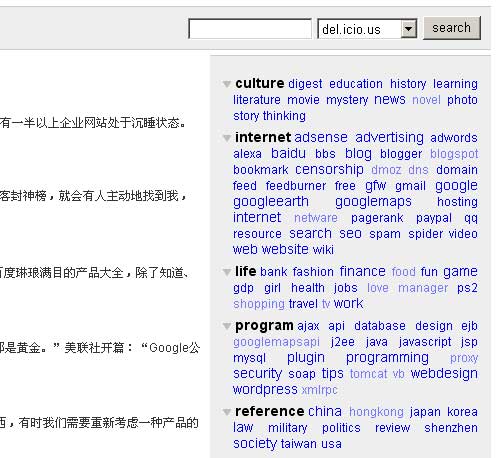 del.icio.us search
culture digest education history learning
literature movie mystery news novel photo
story thinking
有一半以上企业网站处于沉睡状态。
internet adsense advertising adwords
alexa baidu bbs blog blogger blogspot
bookmark censorship dmoz dns domain
feed feedburner free gfw gmail google
客封神榜，就会有人主动地找到我，
googleearth googlemaps hosting
internet netware pagerank paypal qq
resource search seo spam spider video
web website wiki
百度琳琅满目的产品大全，除了知道、
life bank fashion finance food fun game
gdp girl health jobs love manager ps2
shopping travel tv work
program ajax api database design ejb
googlemapsapi j2ee java javascript jsp
都是黄金。”美联社开篇：“Google公
mysql plugin programming proxy
security soap tips tomcat vb webdesign
wordpress xmlrpc
reference china hongkong japan korea
西，有时我们需要重新考虑一种产品的
law military politics review shenzhen
society taiwan usa